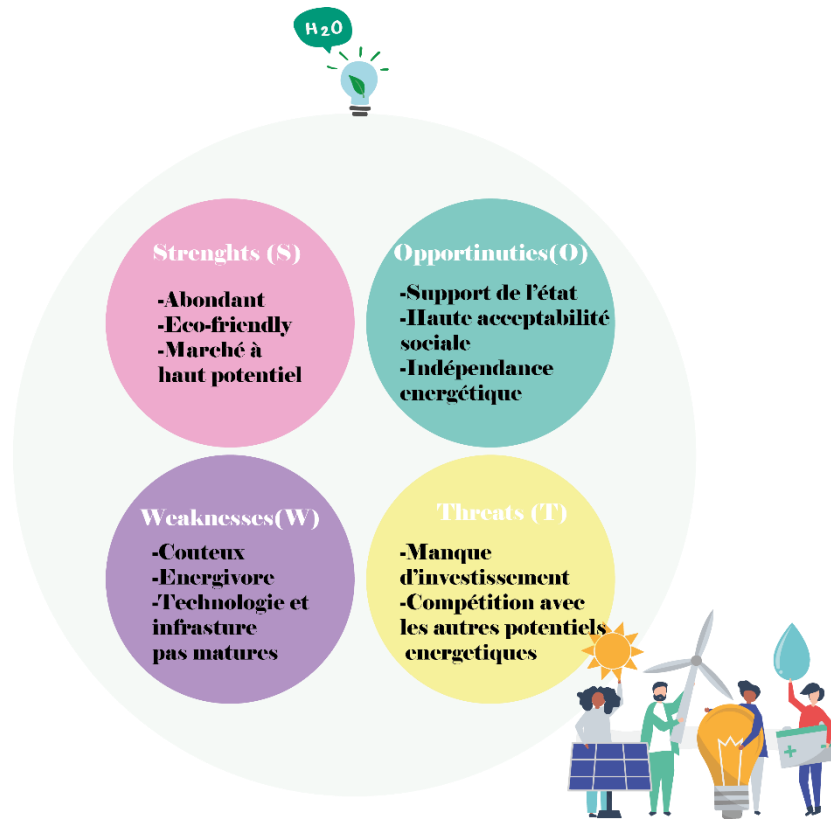 H2O
Strenghts (S)
-Abondant
-Eco-friendly
-Marché à
haut potentiel
Opportinuties(O)
-Support de l'état
-Haute acceptabilité
sociale
-Indépendance
energétique
Weaknesses(W)
-Couteux
-Energivore
-Technologie et
infrasture
pas matures
Threats (T)
-Manque
d'investissement
-Compétition avec
les autres potentiels
energetiques